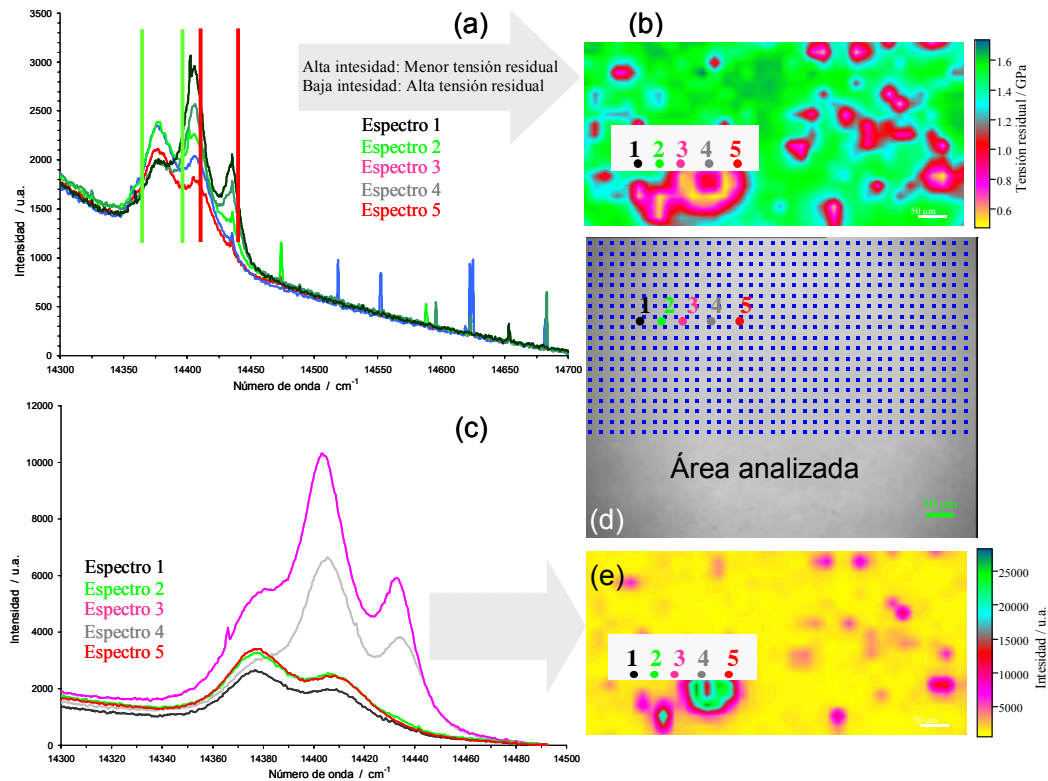 (a)
Alta intesidad: Menor tensión residual
Baja intesidad: Alta tensión residual
Espectro 1
Espectro 2
Espectro 3
Espectro 4
Espectro 5
3500
3000
2500
2000
1500
1000
500
0
Intensidad / u.a.
14300 14350 14400 14450 14500 14550 14600 14650 14700
Número de onda / cm-1
(b)
1 2 3 4 5
50 µm
1.6
1.4
1.2
1.0
0.8
0.6
Tensión residual / GPa
(c)
Espectro 1
Espectro 2
Espectro 3
Espectro 4
Espectro 5
12000
10000
8000
6000
4000
2000
0
Intensidad / u.a.
14300 14320 14340 14360 14380 14400 14420 14440 14460 14480 14500
Número de onda / cm-1
1 2 3 4 5
Área analizada
(d)
50 µm
(e)
1 2 3 4 5
50 µm
25000
20000
15000
10000
5000
Intesidad / u.a.